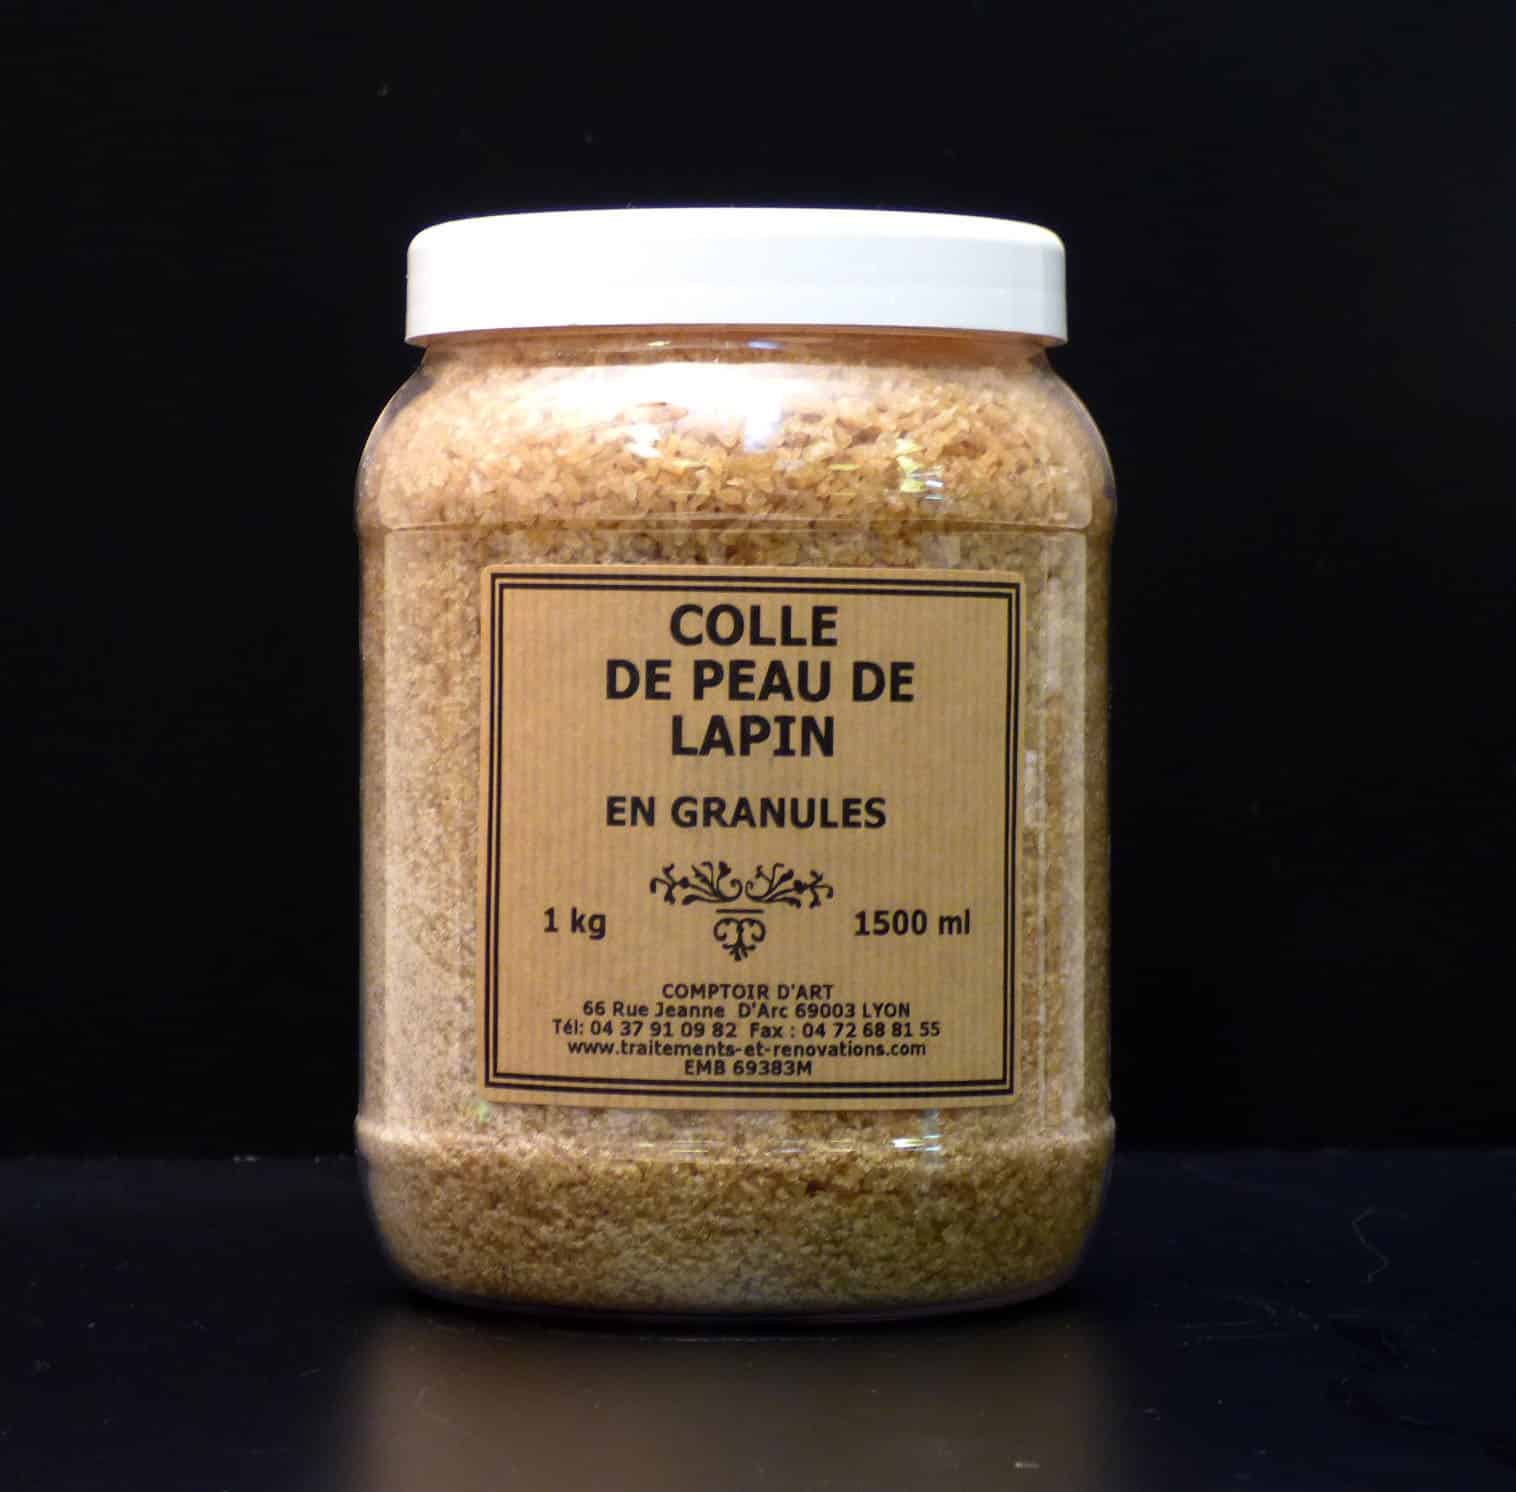 COLLE
DE PEAU DE
LAPIN
EN GRANULES
1 kg 1500 ml
COMPTOIR D'ART
66 Rue Jeanne D'Arc 69003 LYON
Tél: 04 37 91 09 82 Fax : 04 72 68 81 55
www.traitements-et-renovations.com
EMB 69383M